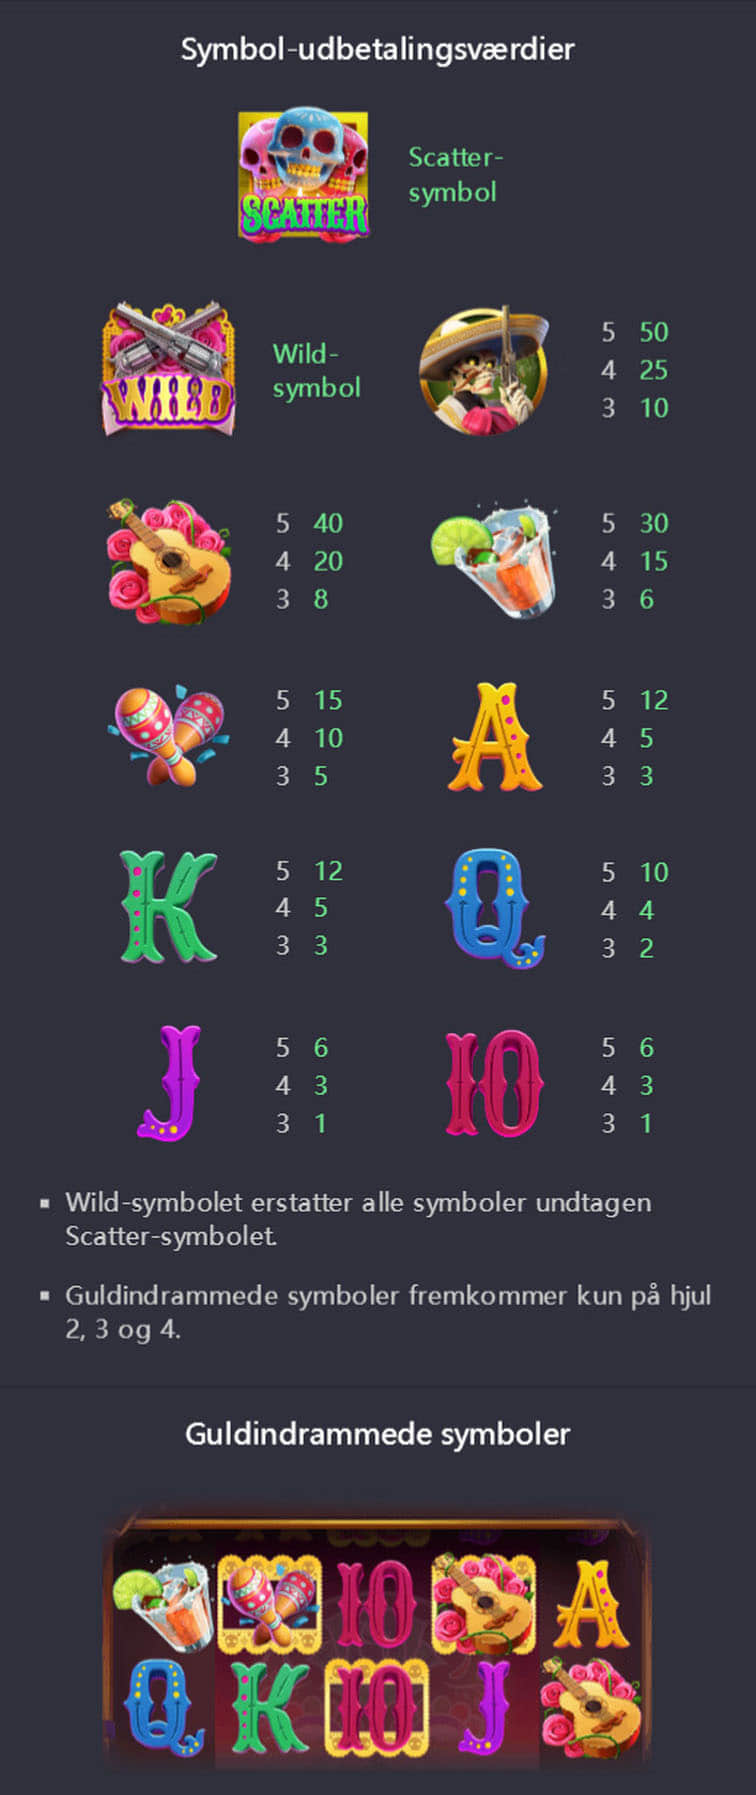 Symbol-udbetalingsværdier
SCATTER
Scatter-
symbol
WILD
Wild-
symbol
5 50
4 25
3 10
5 40
4 20
3 8
5 30
4 15
3 6
5 15
4 10
3 5
A
5 12
4 5
3 3
K
5 12
4 5
3 3
Q
5 10
4 4
3 2
J
5 6
4 3
3 1
10
5 6
4 3
3 1
▪ Wild-symbolet erstatter alle symboler undtagen
Scatter-symbolet.
▪ Guldindrammede symboler fremkommer kun på hjul
2, 3 og 4.
Guldindrammede symboler
10 A
Q K 10 J